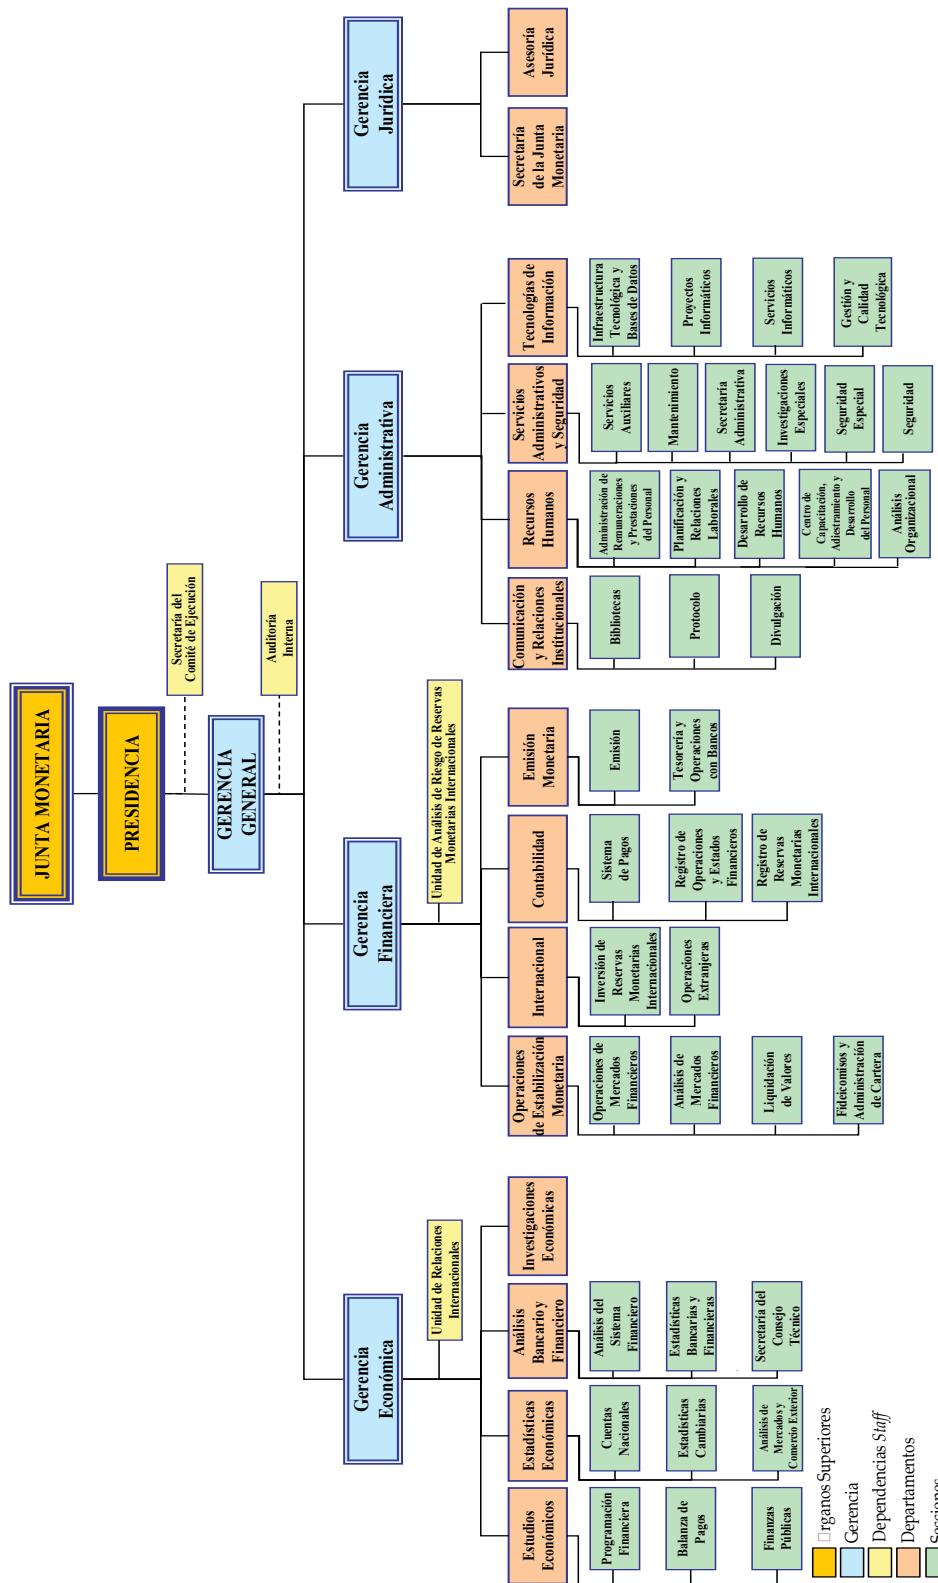 JUNTA MONETARIA
PRESIDENCIA
Secretaría del
Comité de Ejecución
GERENCIA
GENERAL
Auditoría
Interna
Gerencia
Económica
Gerencia
Financiera
Gerencia
Administrativa
Gerencia
Jurídica
Unidad de Relaciones
Internacionales
Unidad de Análisis de Riesgo de Reservas
Monetarias Internacionales
Estudios
Económicos
Programación
Financiera
Balanza de
Pagos
Finanzas
Públicas
Estadísticas
Económicas
Cuentas
Nacionales
Estadísticas
Cambiarias
Análisis de
Mercados y
Comercio Exterior
Análisis
Bancario y
Financiero
Análisis del
Sistema
Financiero
Estadísticas
Bancarias y
Financieras
Secretaría del
Consejo
Técnico
Investigaciones
Económicas
Operaciones
de Estabilización
Monetaria
Operaciones de
Mercados
Financieros
Análisis de
Mercados
Financieros
Liquidación
de Valores
Fideicomisos y
Administración
de Cartera
Internacional
Inversión de
Reservas
Monetarias
Internacionales
Operaciones
Extranjeras
Contabilidad
Sistema
de Pagos
Registro de
Operaciones
y Estados
Financieros
Registro de
Reservas
Monetarias
Internacionales
Emisión
Monetaria
Emisión
Tesorería y
Operaciones
con Bancos
Comunicación
y Relaciones
Institucionales
Bibliotecas
Protocolo
Divulgación
Recursos
Humanos
Administración de
Remuneraciones
y Prestaciones
del Personal
Planificación y
Relaciones
Laborales
Desarrollo de
Recursos
Humanos
Centro de
Capacitación,
Adiestramiento y
Desarrollo
del Personal
Análisis
Organizacional
Servicios
Administrativos
y Seguridad
Servicios
Auxiliares
Mantenimiento
Secretaría
Administrativa
Investigaciones
Especiales
Seguridad
Especial
Seguridad
Tecnologías de
Información
Infraestructura
Tecnológica y
Bases de Datos
Proyectos
Informáticos
Servicios
Informáticos
Gestión y
Calidad
Tecnológica
Secretaría
de la Junta
Monetaria
Asesoría
Jurídica
□rganos Superiores
Gerencia
Dependencias Staff
Departamentos
Secciones